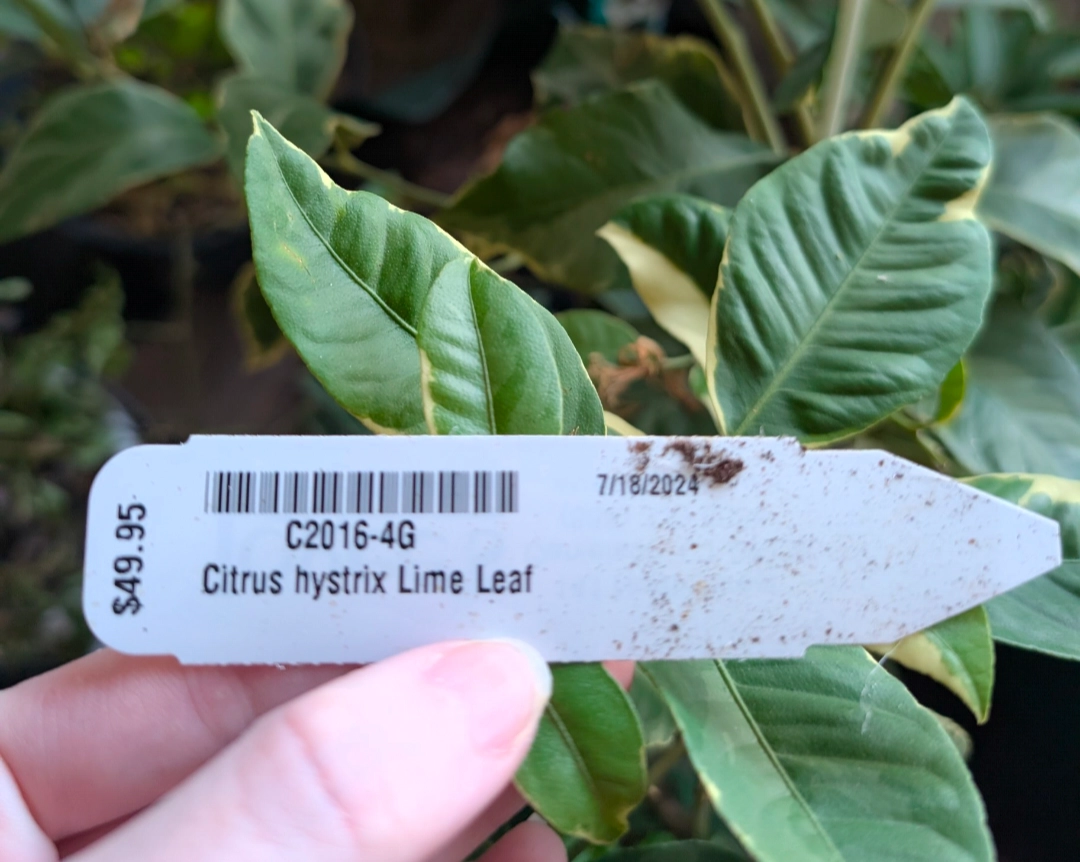 $49.95
7/18/2024
C2016-4G
Citrus hystrix Lime Leaf